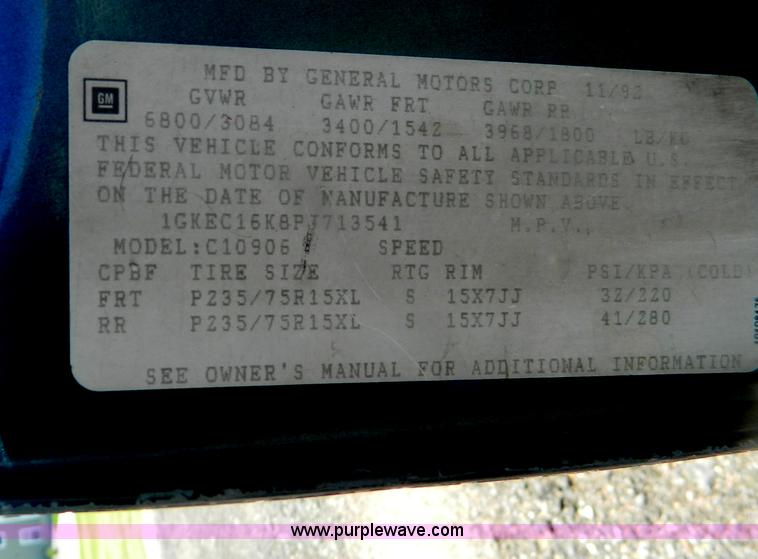 MFD BY GENERAL MOTORS CORP 11/92
GM
GVWR GAWR FRT GAWR RR
6800/3084 3400/1542 3968/1800 LB/KG
THIS VEHICLE CONFORMS TO ALL APPLICABLE U.S.
FEDERAL MOTOR VEHICLE SAFETY STANDARDS IN EFFECT
ON THE DATE OF MANUFACTURE SHOWN ABOVE.
1GKEC16K8PJ713541 M.P.V.,
MODEL:C10906 SPEED
CPBF TIRE SIZE RTG RIM PSI/KPA (COLD)
FRT P235/75R15XL S 15X7JJ 32/220
RR P235/75R15XL S 15X7JJ 41/280
SEE OWNER'S MANUAL FOR ADDITIONAL INFORMATION
www.purplewave.com